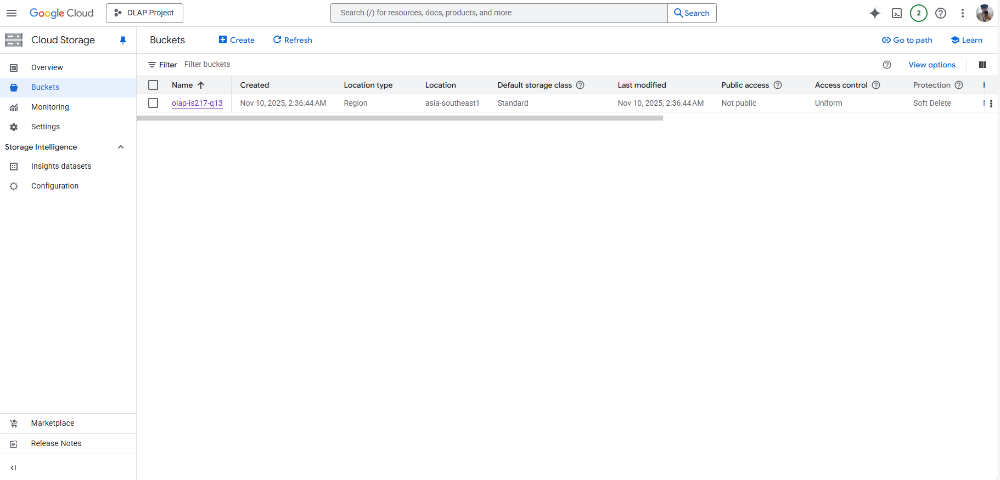 Google Cloud
OLAP Project
Search (/) for resources, docs, products, and more
Search
2
Cloud Storage
Buckets
Create
Refresh
Go to path
Learn
Overview
Buckets
Monitoring
Settings
Storage Intelligence
Insights datasets
Configuration
Filter Filter buckets
View options
Name Created Location type Location Default storage class Last modified Public access Access control Protection
olap-is217-q13 Nov 10, 2025, 2:36:44 AM Region asia-southeast1 Standard Nov 10, 2025, 2:36:44 AM Not public Uniform Soft Delete
Marketplace
Release Notes